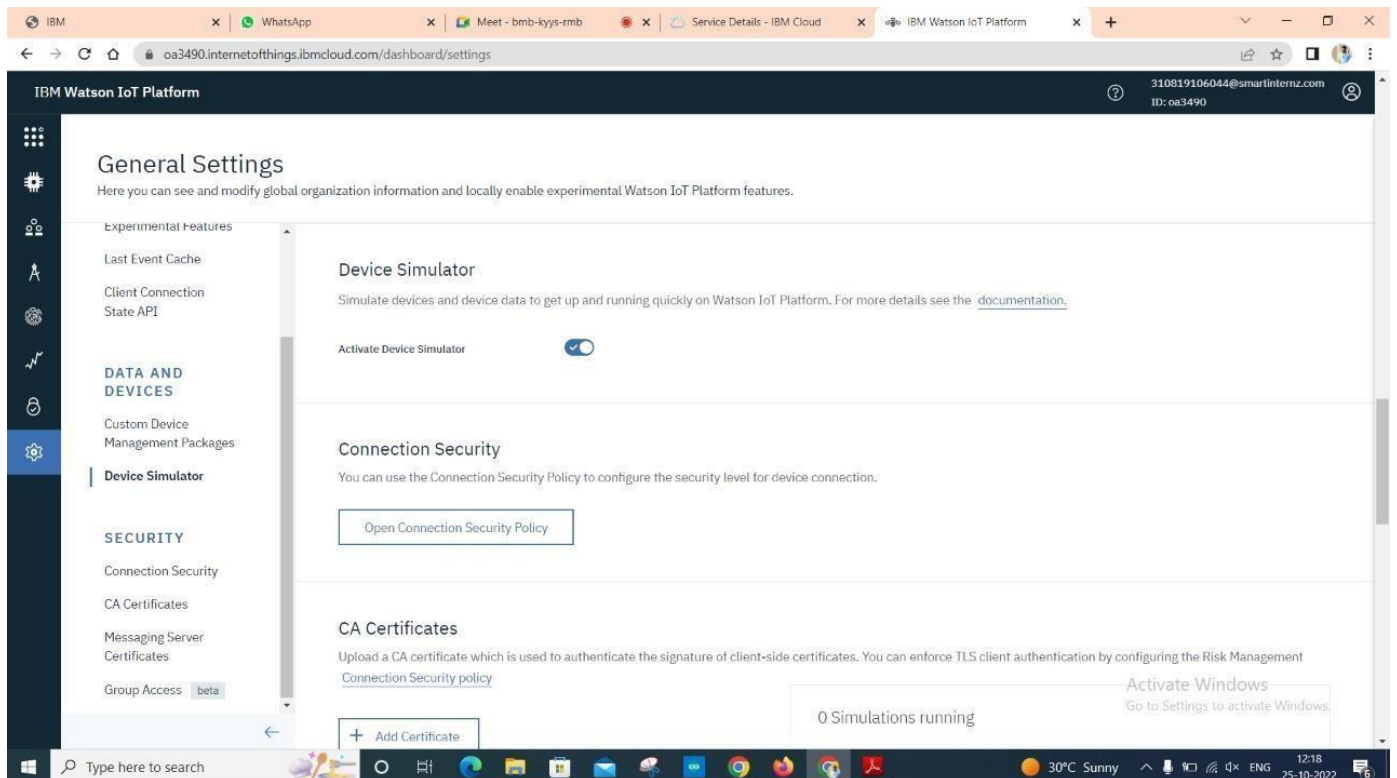 IBM
WhatsApp
Meet - bmb-kyys-rmb
Service Details - IBM Cloud
IBM Watson IoT Platform
oa3490.internetofthings.ibmcloud.com/dashboard/settings
IBM Watson IoT Platform
310819106044@smartinternz.com
ID: oa3490
General Settings
Here you can see and modify global organization information and locally enable experimental Watson IoT Platform features.
Experimental Features
Last Event Cache
Client Connection
State API
DATA AND
DEVICES
Custom Device
Management Packages
Device Simulator
SECURITY
Connection Security
CA Certificates
Messaging Server
Certificates
Group Access beta
Device Simulator
Simulate devices and device data to get up and running quickly on Watson IoT Platform. For more details see the documentation.
Activate Device Simulator
Connection Security
You can use the Connection Security Policy to configure the security level for device connection.
Open Connection Security Policy
CA Certificates
Upload a CA certificate which is used to authenticate the signature of client-side certificates. You can enforce TLS client authentication by configuring the Risk Management
Connection Security policy
+ Add Certificate
0 Simulations running
Activate Windows
Go to Settings to activate Windows.
Type here to search
30°C Sunny
ENG
12:18
25-10-2022
6